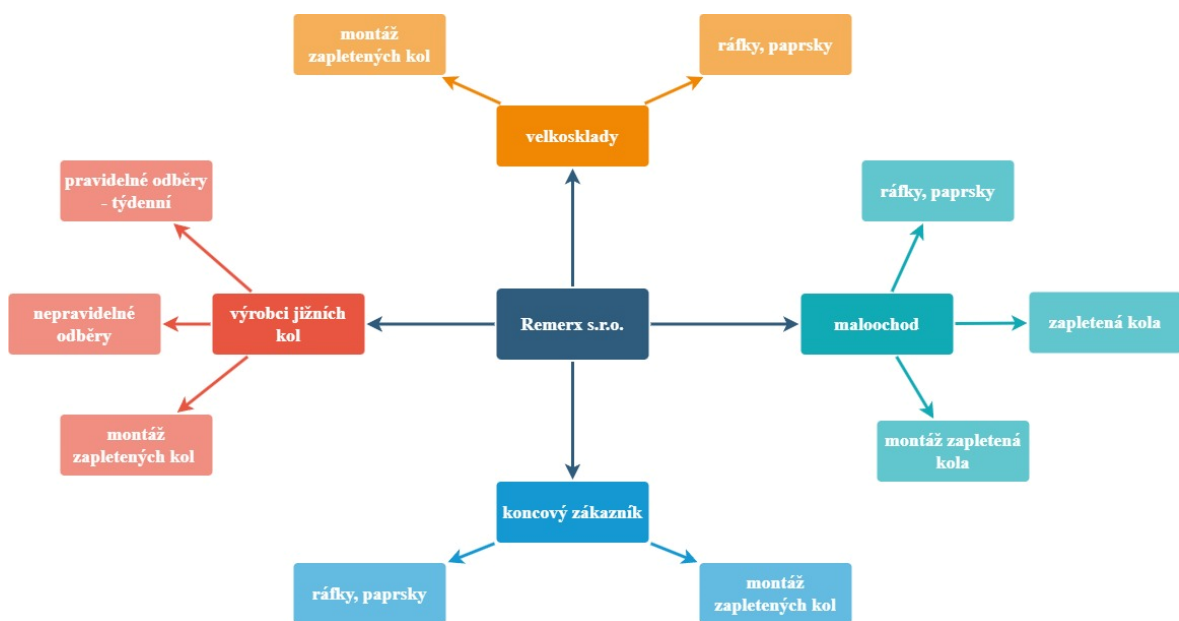 montáž
zapletených kol
ráfky, paprsky
velkosklady
pravidelné odběry
- týdenní
ráfky, paprsky
nepravidelné
odběry
výrobci jižních
kol
Remerx s.r.o.
maloochod
zapletená kola
montáž
zapletených kol
montáž zapletená
kola
koncový zákazník
ráfky, paprsky
montáž
zapletených kol